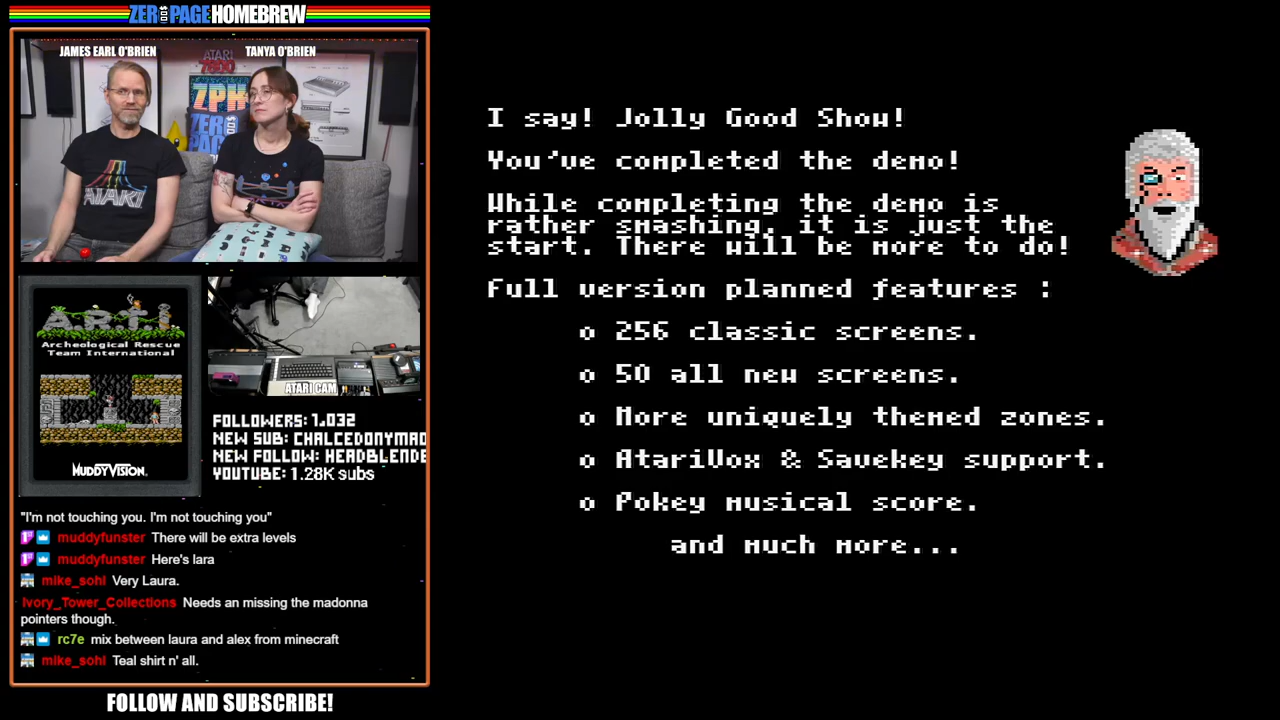 ZEROPAGE HOMEBREW
JAMES EARL O'BRIEN
TANYA O'BRIEN
ATARI
ZPH
ZERO
ATARI
A.R.T.I
Archeological Rescue
Team International
MUDDYVISION
ATARI CAM
FOLLOWERS: 1,032
NEW SUB: CHALCEDONYMAO
NEW FOLLOW: HEADBLENDE
YOUTUBE: 1.28K subs
"I'm not touching you. I'm not touching you"
muddyfunster There will be extra levels
muddyfunster Here's lara
mike_sohl Very Laura.
Ivory_Tower_Collections Needs an missing the madonna
pointers though.
rc7e mix between laura and alex from minecraft
mike_sohl Teal shirt n' all.
FOLLOW AND SUBSCRIBE!
I say! Jolly Good Show!
You've completed the demo!
While completing the demo is
rather smashing, it is just the
start. There will be more to do!
Full version planned features :
o 256 classic screens.
o 50 all new screens.
o More uniquely themed zones.
o AtariVox & Savekey support.
o Pokey musical score.
and much more...